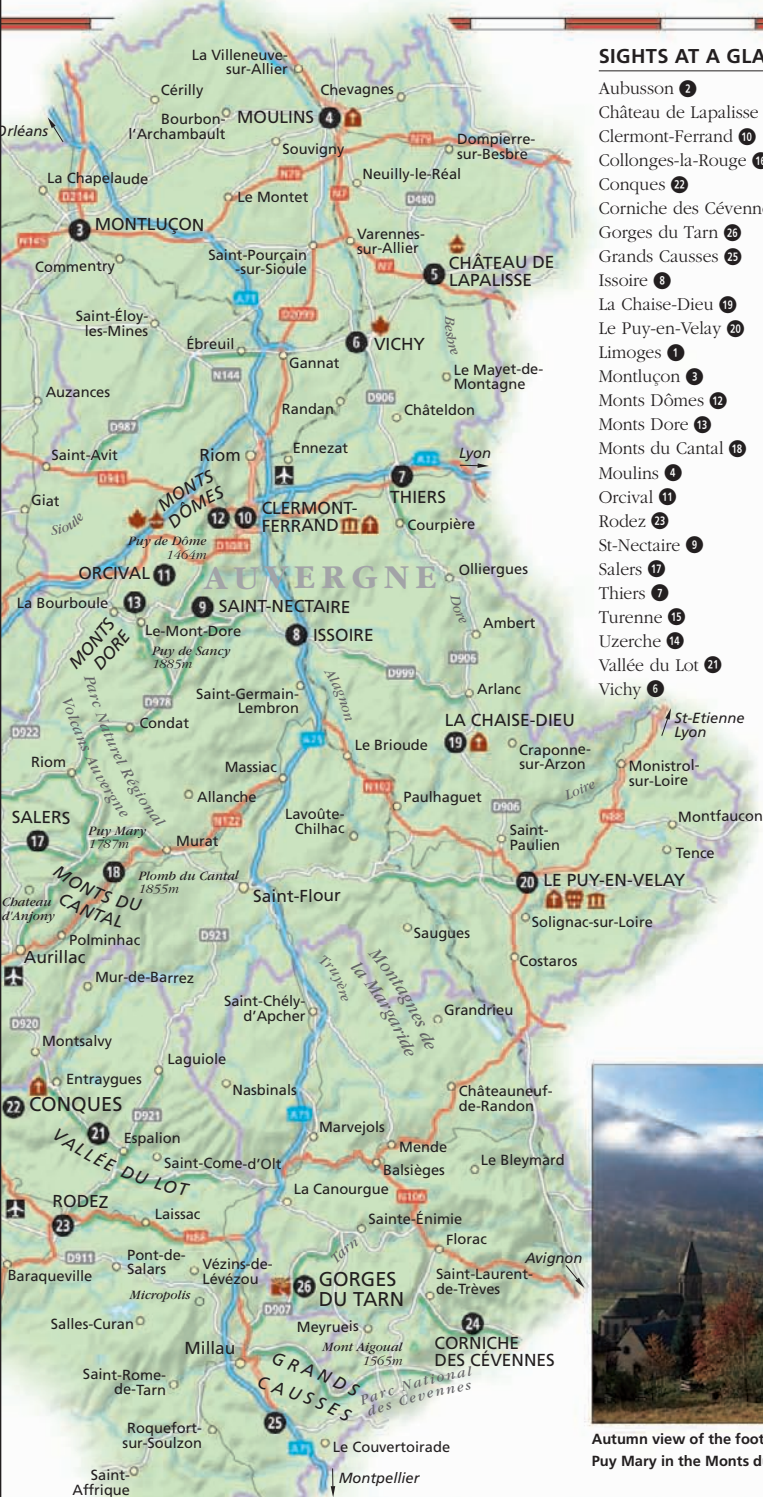 La Villeneuve-
sur-Allier
Cérilly
Chevagnes
Bourbon-
l'Archambault
MOULINS 4
Orléans
Souvigny
N79
Dompierre-
sur-Besbre
La Chapelaude
N79
N7
Neuilly-le-Réal
D2144
Le Montet
D480
3 MONTLUÇON
N145
Saint-Pourçain
-sur-Sioule
Varennes-
sur-Allier
Commentry
N7
5 CHÂTEAU DE
LAPALISSE
A71
Saint-Éloy-
les-Mines
D2009
Besbre
Ébreuil
6 VICHY
Gannat
N144
Le Mayet-de-
Montagne
Auzances
D906
Randan
Châteldon
D987
Saint-Avit
Riom
Ennezat
Lyon
D941
MONTS
DÔMES
7
THIERS
Giat
Sioule
12 10 CLERMONT-
FERRAND
Courpière
Puy de Dôme
1464m
D1089
ORCIVAL 11
AUVERGNE
Olliergues
La Bourboule
13
9 SAINT-NECTAIRE
Dore
Le-Mont-Dore
Ambert
MONTS
DORE
Puy de Sancy
1885m
8 ISSOIRE
D906
D999
Saint-Germain-
Lembron
Alagnon
Arlanc
D978
Parc Naturel Régional
Volcans Auvergne
D922
Condat
LA CHAISE-DIEU
19
Craponne-
sur-Arzon
St-Etienne
Lyon
A75
Le Brioude
Riom
Massiac
Monistrol-
sur-Loire
Allanche
N102
Paulhaguet
Loire
SALERS
17
N122
Lavoûte-
Chilhac
D906
N88
Montfaucon
Puy Mary
1787m
Murat
Saint-
Paulien
Tence
18
Plomb du Cantal
1855m
MONTS DU
CANTAL
20 LE PUY-EN-VELAY
Chateau
d'Anjony
Saint-Flour
Polminhac
Solignac-sur-Loire
Aurillac
D921
Saugues
Mur-de-Barrez
Truyère
Montagnes de
la Margaride
Costaros
D920
Saint-Chély-
d'Apcher
Grandrieu
Montsalvy
Laguiole
Entraygues
Nasbinals
Châteauneuf-
de-Randon
22 CONQUES
D921
A75
21
Espalion
Marvejols
VALLÉE DU LOT
Mende
Saint-Come-d'Olt
Balsièges
Le Bleymard
RODEZ
23
La Canourgue
N106
Laissac
Sainte-Énimie
N88
Tarn
Florac
D911
Pont-de-
Salars
Avignon
Baraqueville
Vézins-de-
Lévézou
26 GORGES
DU TARN
Saint-Laurent-
de-Trèves
Micropolis
D907
24
Salles-Curan
Meyrueis
CORNICHE
DES CÉVENNES
Millau
Mont Aigoual
1565m
GRANDS
CAUSSES
Parc National
des Cevennes
Saint-Rome-
de-Tarn
25
Roquefort-
sur-Soulzon
A75
Le Couvertoirade
Saint-
Affrique
Montpellier
SIGHTS AT A GLA
Aubusson 2
Château de Lapalisse
Clermont-Ferrand 10
Collonges-la-Rouge 16
Conques 22
Corniche des Cévenn
Gorges du Tarn 26
Grands Causses 25
Issoire 8
La Chaise-Dieu 19
Le Puy-en-Velay 20
Limoges 1
Montluçon 3
Monts Dômes 12
Monts Dore 13
Monts du Cantal 18
Moulins 4
Orcival 11
Rodez 23
St-Nectaire 9
Salers 17
Thiers 7
Turenne 15
Uzerche 14
Vallée du Lot 21
Vichy 6
Autumn view of the foot
Puy Mary in the Monts d